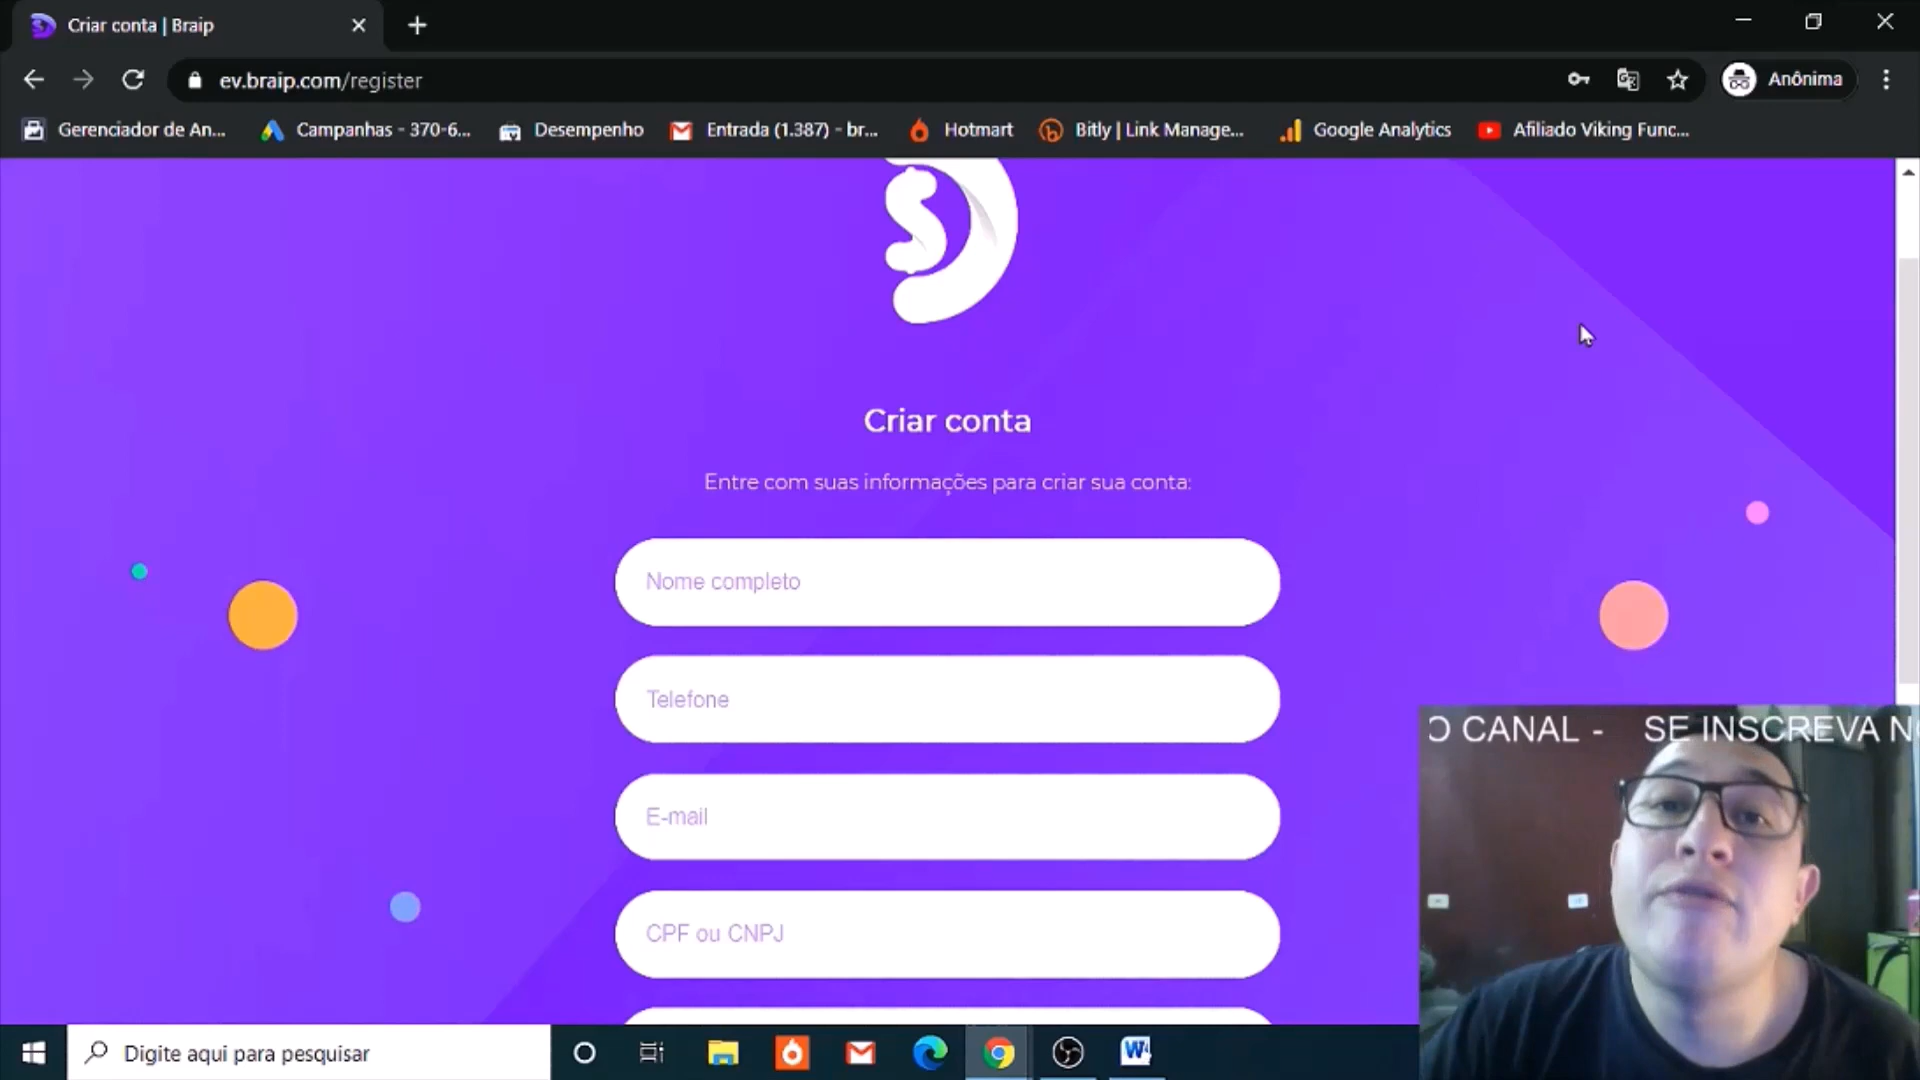 Criar conta | Braip
ev.braip.com/register
Anônima
Gerenciador de An...
Campanhas - 370-6...
Desempenho
Entrada (1.387) - br...
Hotmart
Bitly | Link Manage...
Google Analytics
Afiliado Viking Func...
Criar conta
Entre com suas informações para criar sua conta:
Nome completo
Telefone
E-mail
CPF ou CNPJ
O CANAL - SE INSCREVA N
Digite aqui para pesquisar